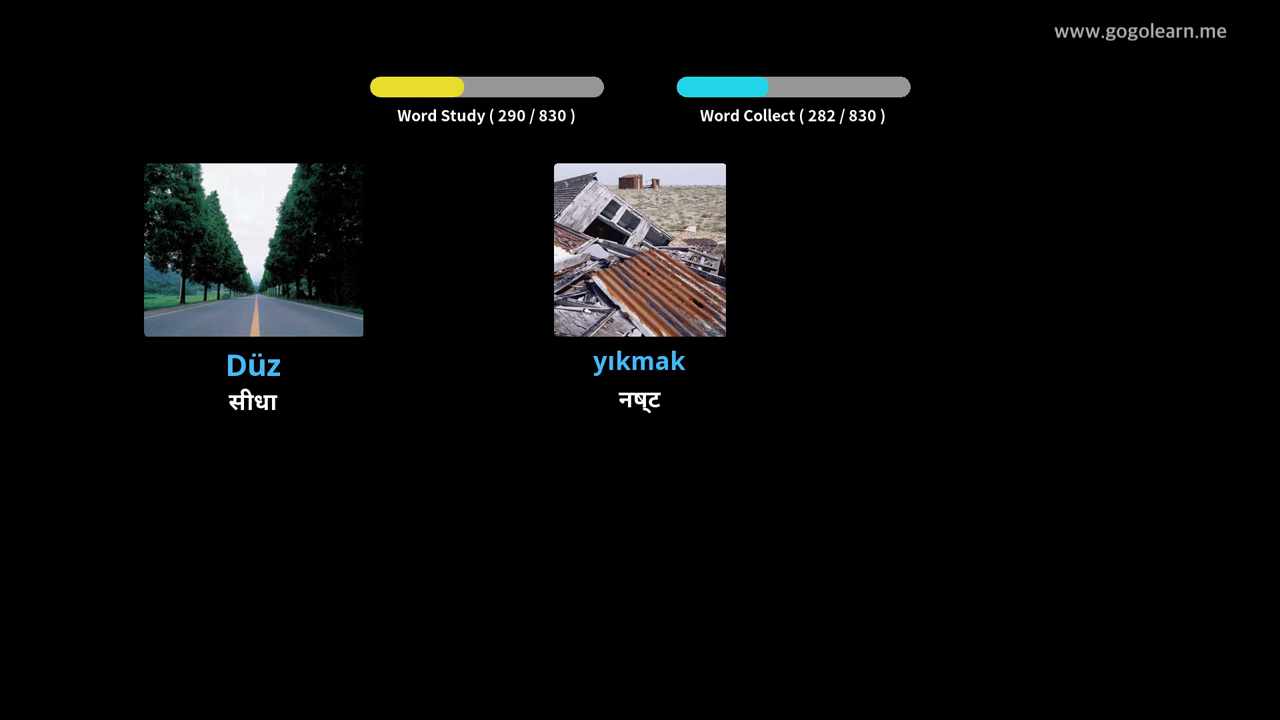 www.gogolearn.me
Word Study ( 290 / 830 )
Word Collect ( 282 / 830 )
Düz
सीधा
yıkmak
नष्ट